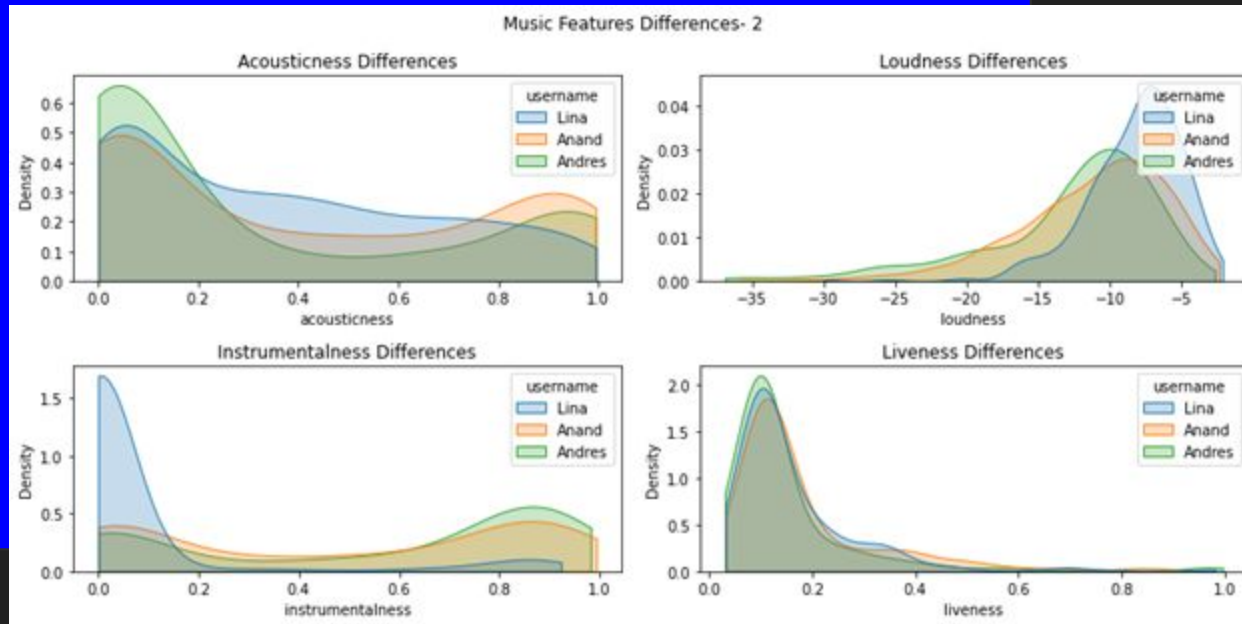 Music Features Differences- 2
Acousticness Differences
username
Lina
Anand
Andres
Density
0.6
0.5
0.4
0.3
0.2
0.1
0.0
0.0 0.2 0.4 0.6 0.8 1.0
acousticness
Loudness Differences
username
Lina
Anand
Andres
Density
0.04
0.03
0.02
0.01
0.00
−35 −30 −25 −20 −15 −10 −5
loudness
Instrumentalness Differences
username
Lina
Anand
Andres
Density
1.5
1.0
0.5
0.0
0.0 0.2 0.4 0.6 0.8 1.0
instrumentalness
Liveness Differences
username
Lina
Anand
Andres
Density
2.0
1.5
1.0
0.5
0.0
0.0 0.2 0.4 0.6 0.8 1.0
liveness